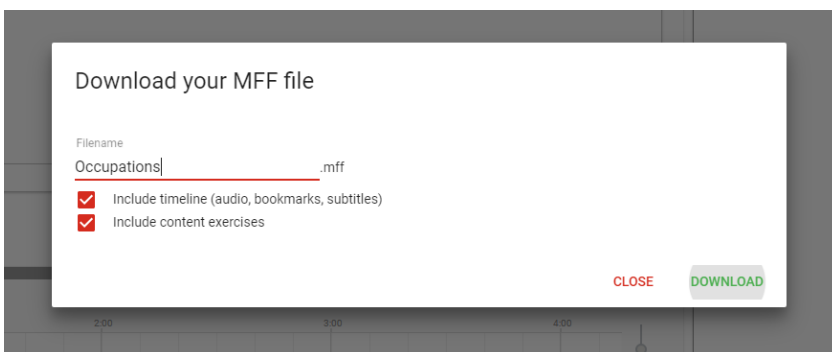 Download your MFF file
Filename
Occupations .mff
Include timeline (audio, bookmarks, subtitles)
Include content exercises
CLOSE DOWNLOAD
2:00 3:00 4:00